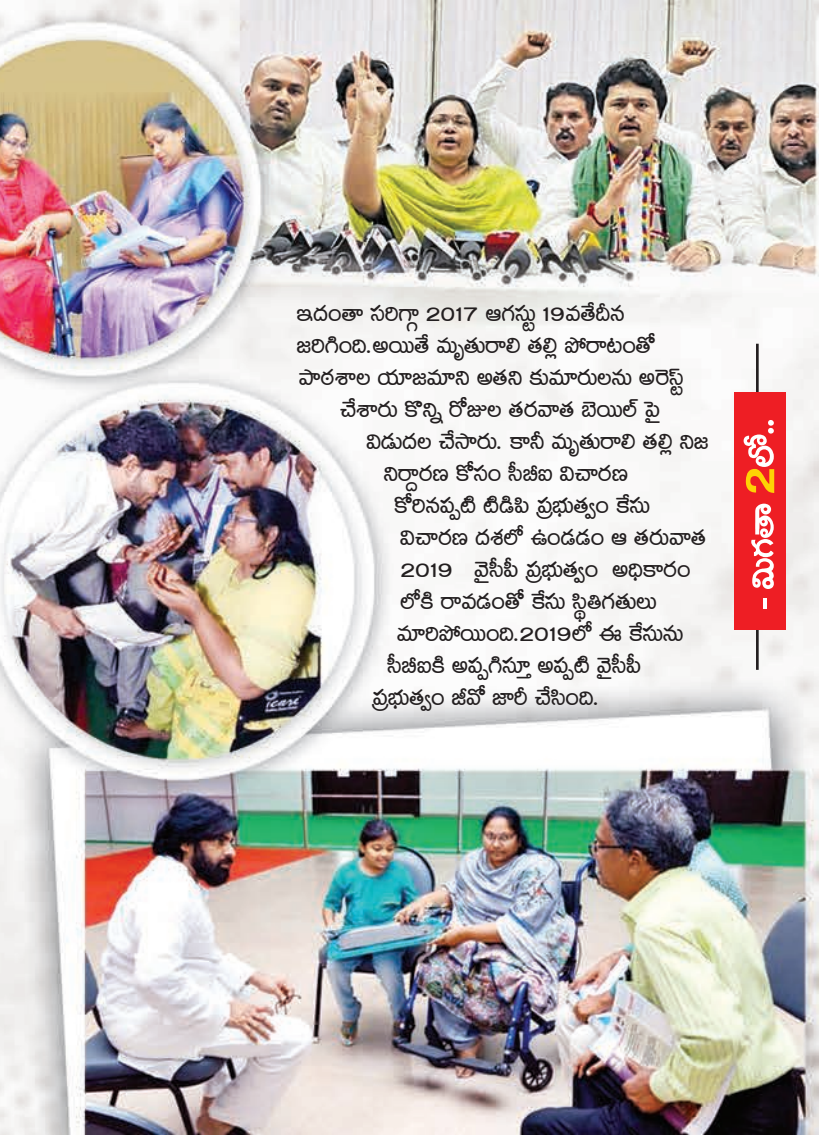 ఇదంతా సరిగ్గా 2017 ఆగస్టు 19వతేదీన
జరిగింది.అయితే మృతురాలి తల్లి పోరాటంతో
పాఠశాల యాజమాని అతని కుమారులను అరెస్ట్
చేశారు కొన్ని రోజుల తరవాత బెయిల్ పై
విడుదల చేసారు. కానీ మృతురాలి తల్లి నిజ
నిర్దారణ కోసం సీబీఐ విచారణ
కోరినప్పటి టిడిపి ప్రభుత్వం కేసు
విచారణ దశలో ఉండడం ఆ తరువాత
2019 వైసీపీ ప్రభుత్వం అధికారం
లోకి రావడంతో కేసు స్థితిగతులు
మారిపోయింది.2019లో ఈ కేసును
సీబీఐకి అప్పగిస్తూ అప్పటి వైసీపీ
ప్రభుత్వం జీవో జారీ చేసింది.
- మిగతా 2లో..